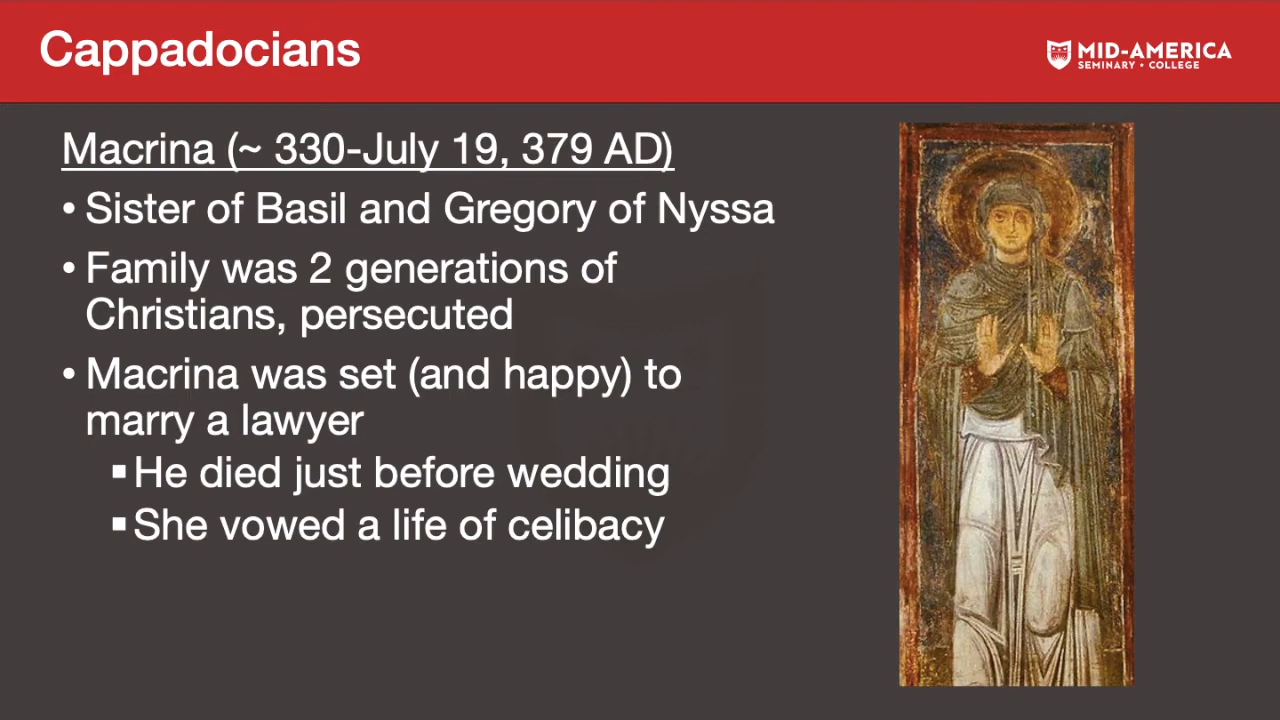 Cappadocians
MID-AMERICA
SEMINARY • COLLEGE
Macrina (~ 330-July 19, 379 AD)
• Sister of Basil and Gregory of Nyssa
• Family was 2 generations of
Christians, persecuted
• Macrina was set (and happy) to
marry a lawyer
▪ He died just before wedding
▪ She vowed a life of celibacy